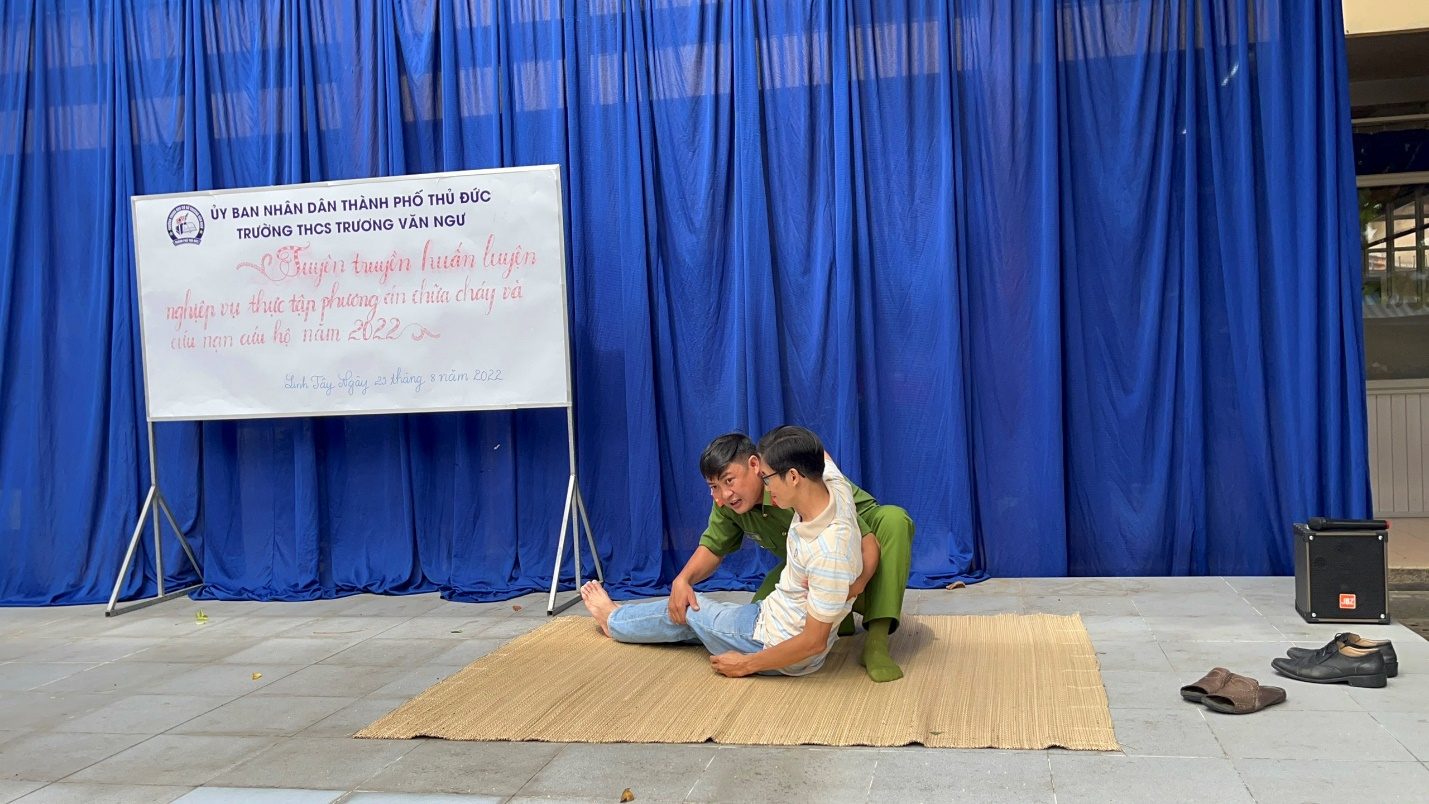 ỦY BAN NHÂN DÂN THÀNH PHỐ THỦ ĐỨC
TRƯỜNG THCS TRƯƠNG VĂN NGƯ
Tuyên truyền huấn luyện
nghiệp vụ thực tập phương án chữa cháy và
cứu nạn cứu hộ năm 2022
Linh Tây Ngày 23 tháng 8 năm 2022
JBZ